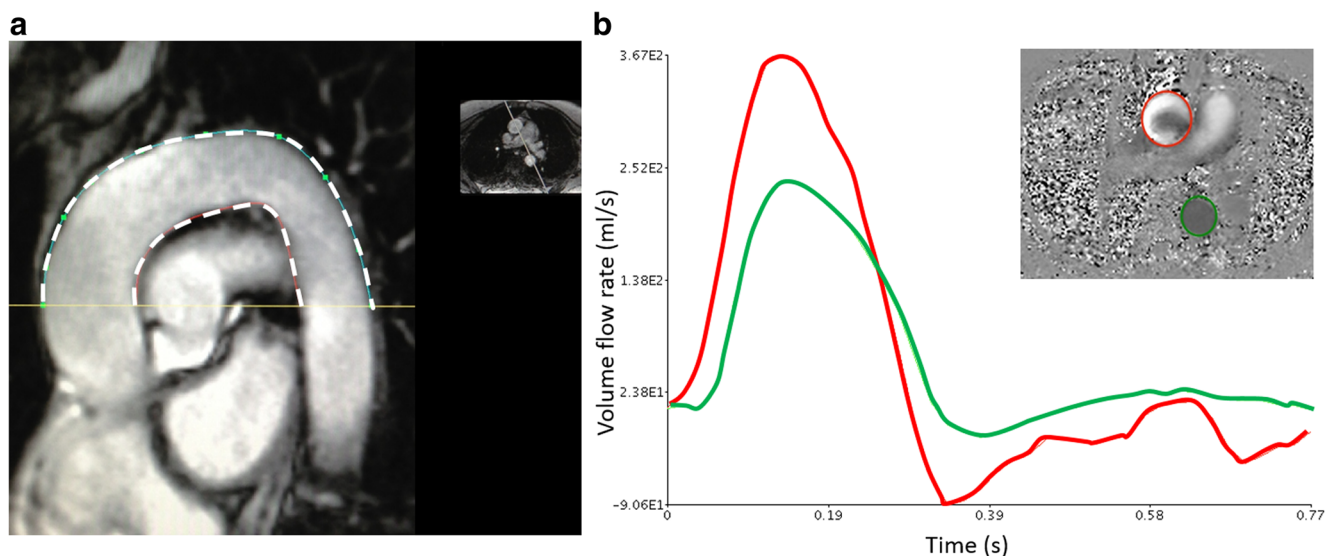 a
b
3.67E2
2.52E2
1.38E2
2.38E1
−9.06E1
Volume flow rate (ml/s)
0
0.19
0.39
0.58
0.77
Time (s)